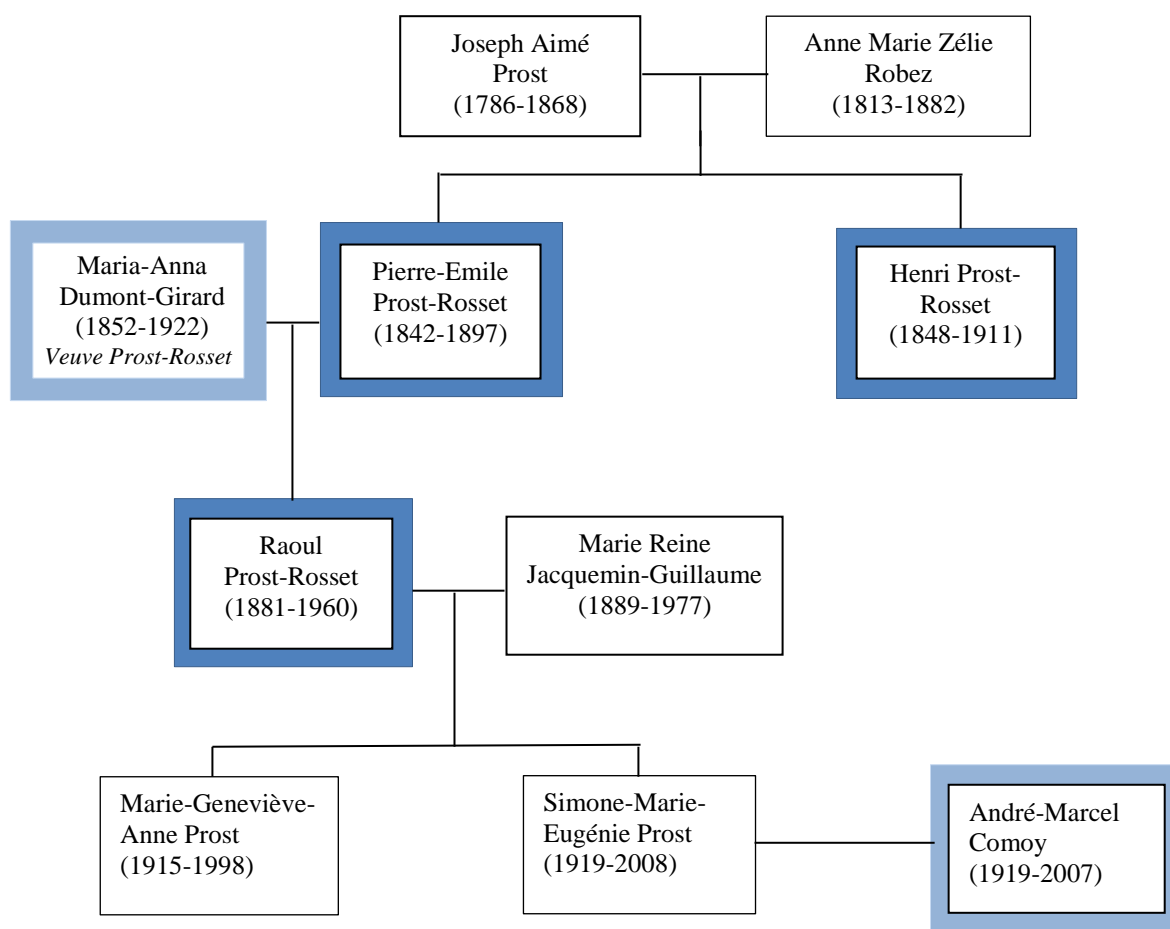 Joseph Aimé
Prost
(1786-1868)
Anne Marie Zélie
Robez
(1813-1882)
Maria-Anna
Dumont-Girard
(1852-1922)
Veuve Prost-Rosset
Pierre-Emile
Prost-Rosset
(1842-1897)
Henri Prost-
Rosset
(1848-1911)
Raoul
Prost-Rosset
(1881-1960)
Marie Reine
Jacquemin-Guillaume
(1889-1977)
Marie-Geneviève-
Anne Prost
(1915-1998)
Simone-Marie-
Eugénie Prost
(1919-2008)
André-Marcel
Comoy
(1919-2007)